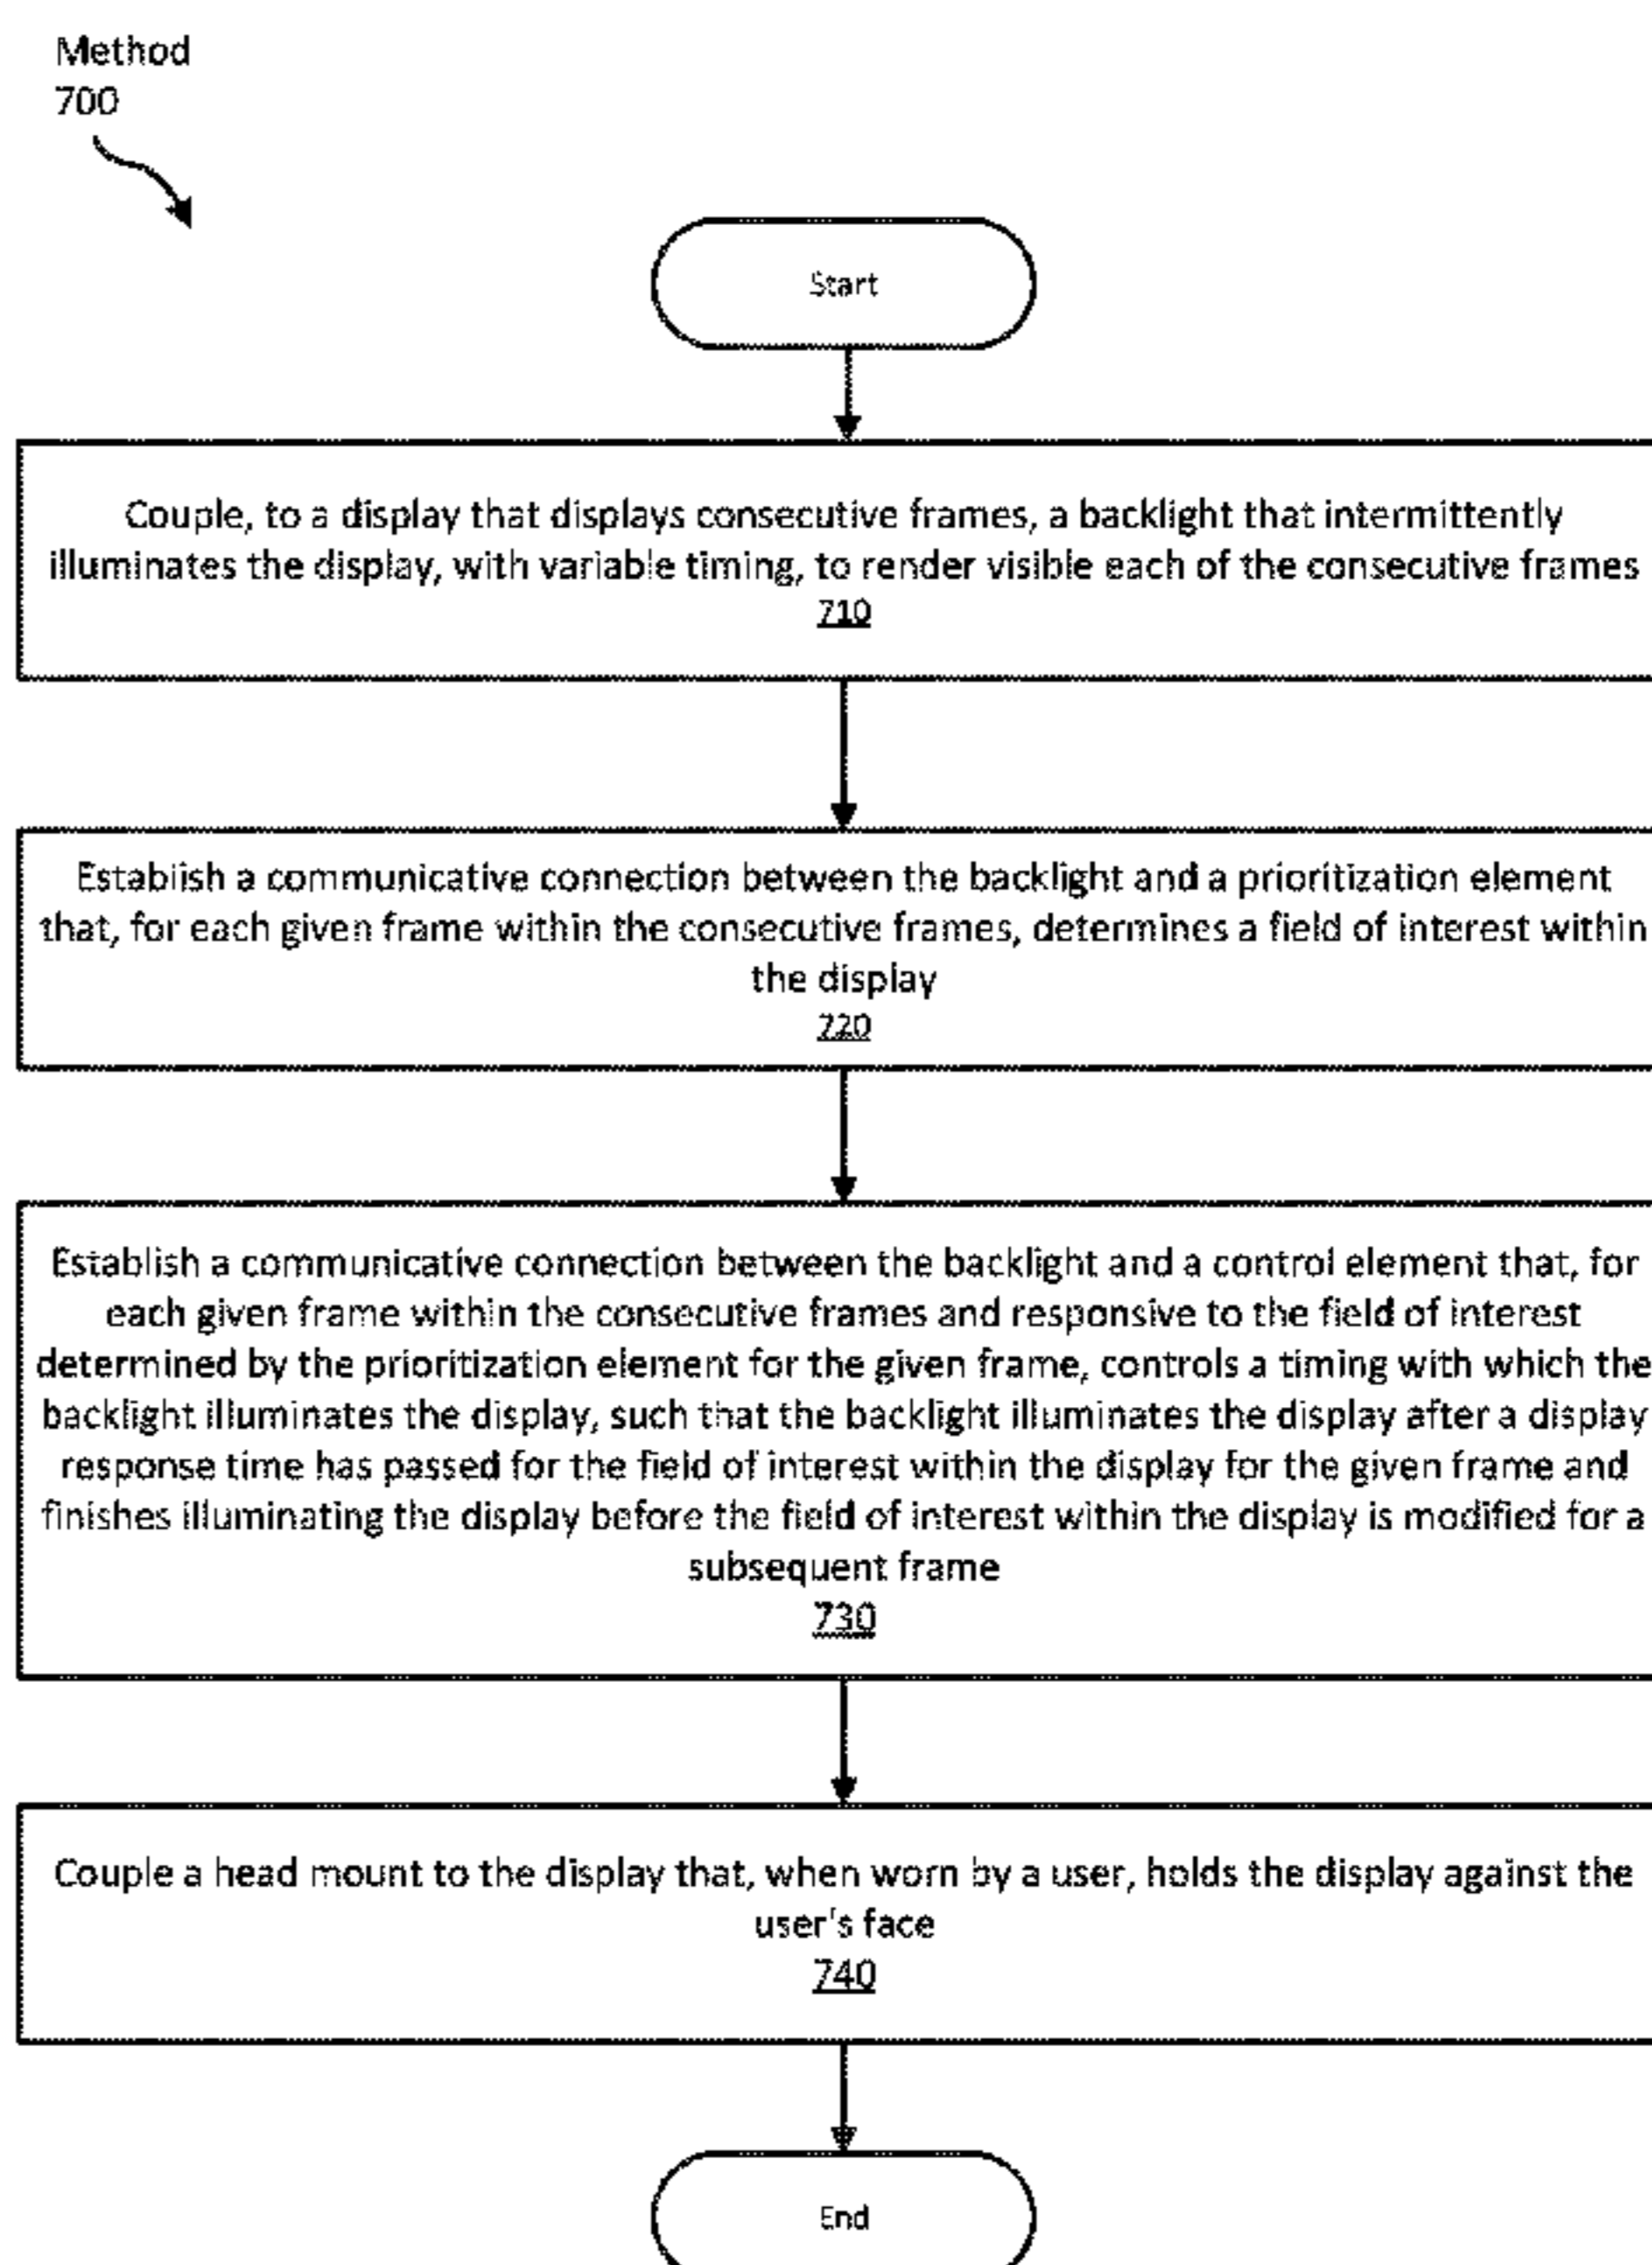 Method
700
Start
Couple, to a display that displays consecutive frames, a backlight that intermittently
illuminates the display, with variable timing, to render visible each of the consecutive frames
710
Establish a communicative connection between the backlight and a prioritization element
that, for each given frame within the consecutive frames, determines a field of interest within
the display
720
Establish a communicative connection between the backlight and a control element that, for
each given frame within the consecutive frames and responsive to the field of interest
determined by the prioritization element for the given frame, controls a timing with which the
backlight illuminates the display, such that the backlight illuminates the display after a display
response time has passed for the field of interest within the display for the given frame and
finishes illuminating the display before the field of interest within the display is modified for a
subsequent frame
730
Couple a head mount to the display that, when worn by a user, holds the display against the
user's face
740
End